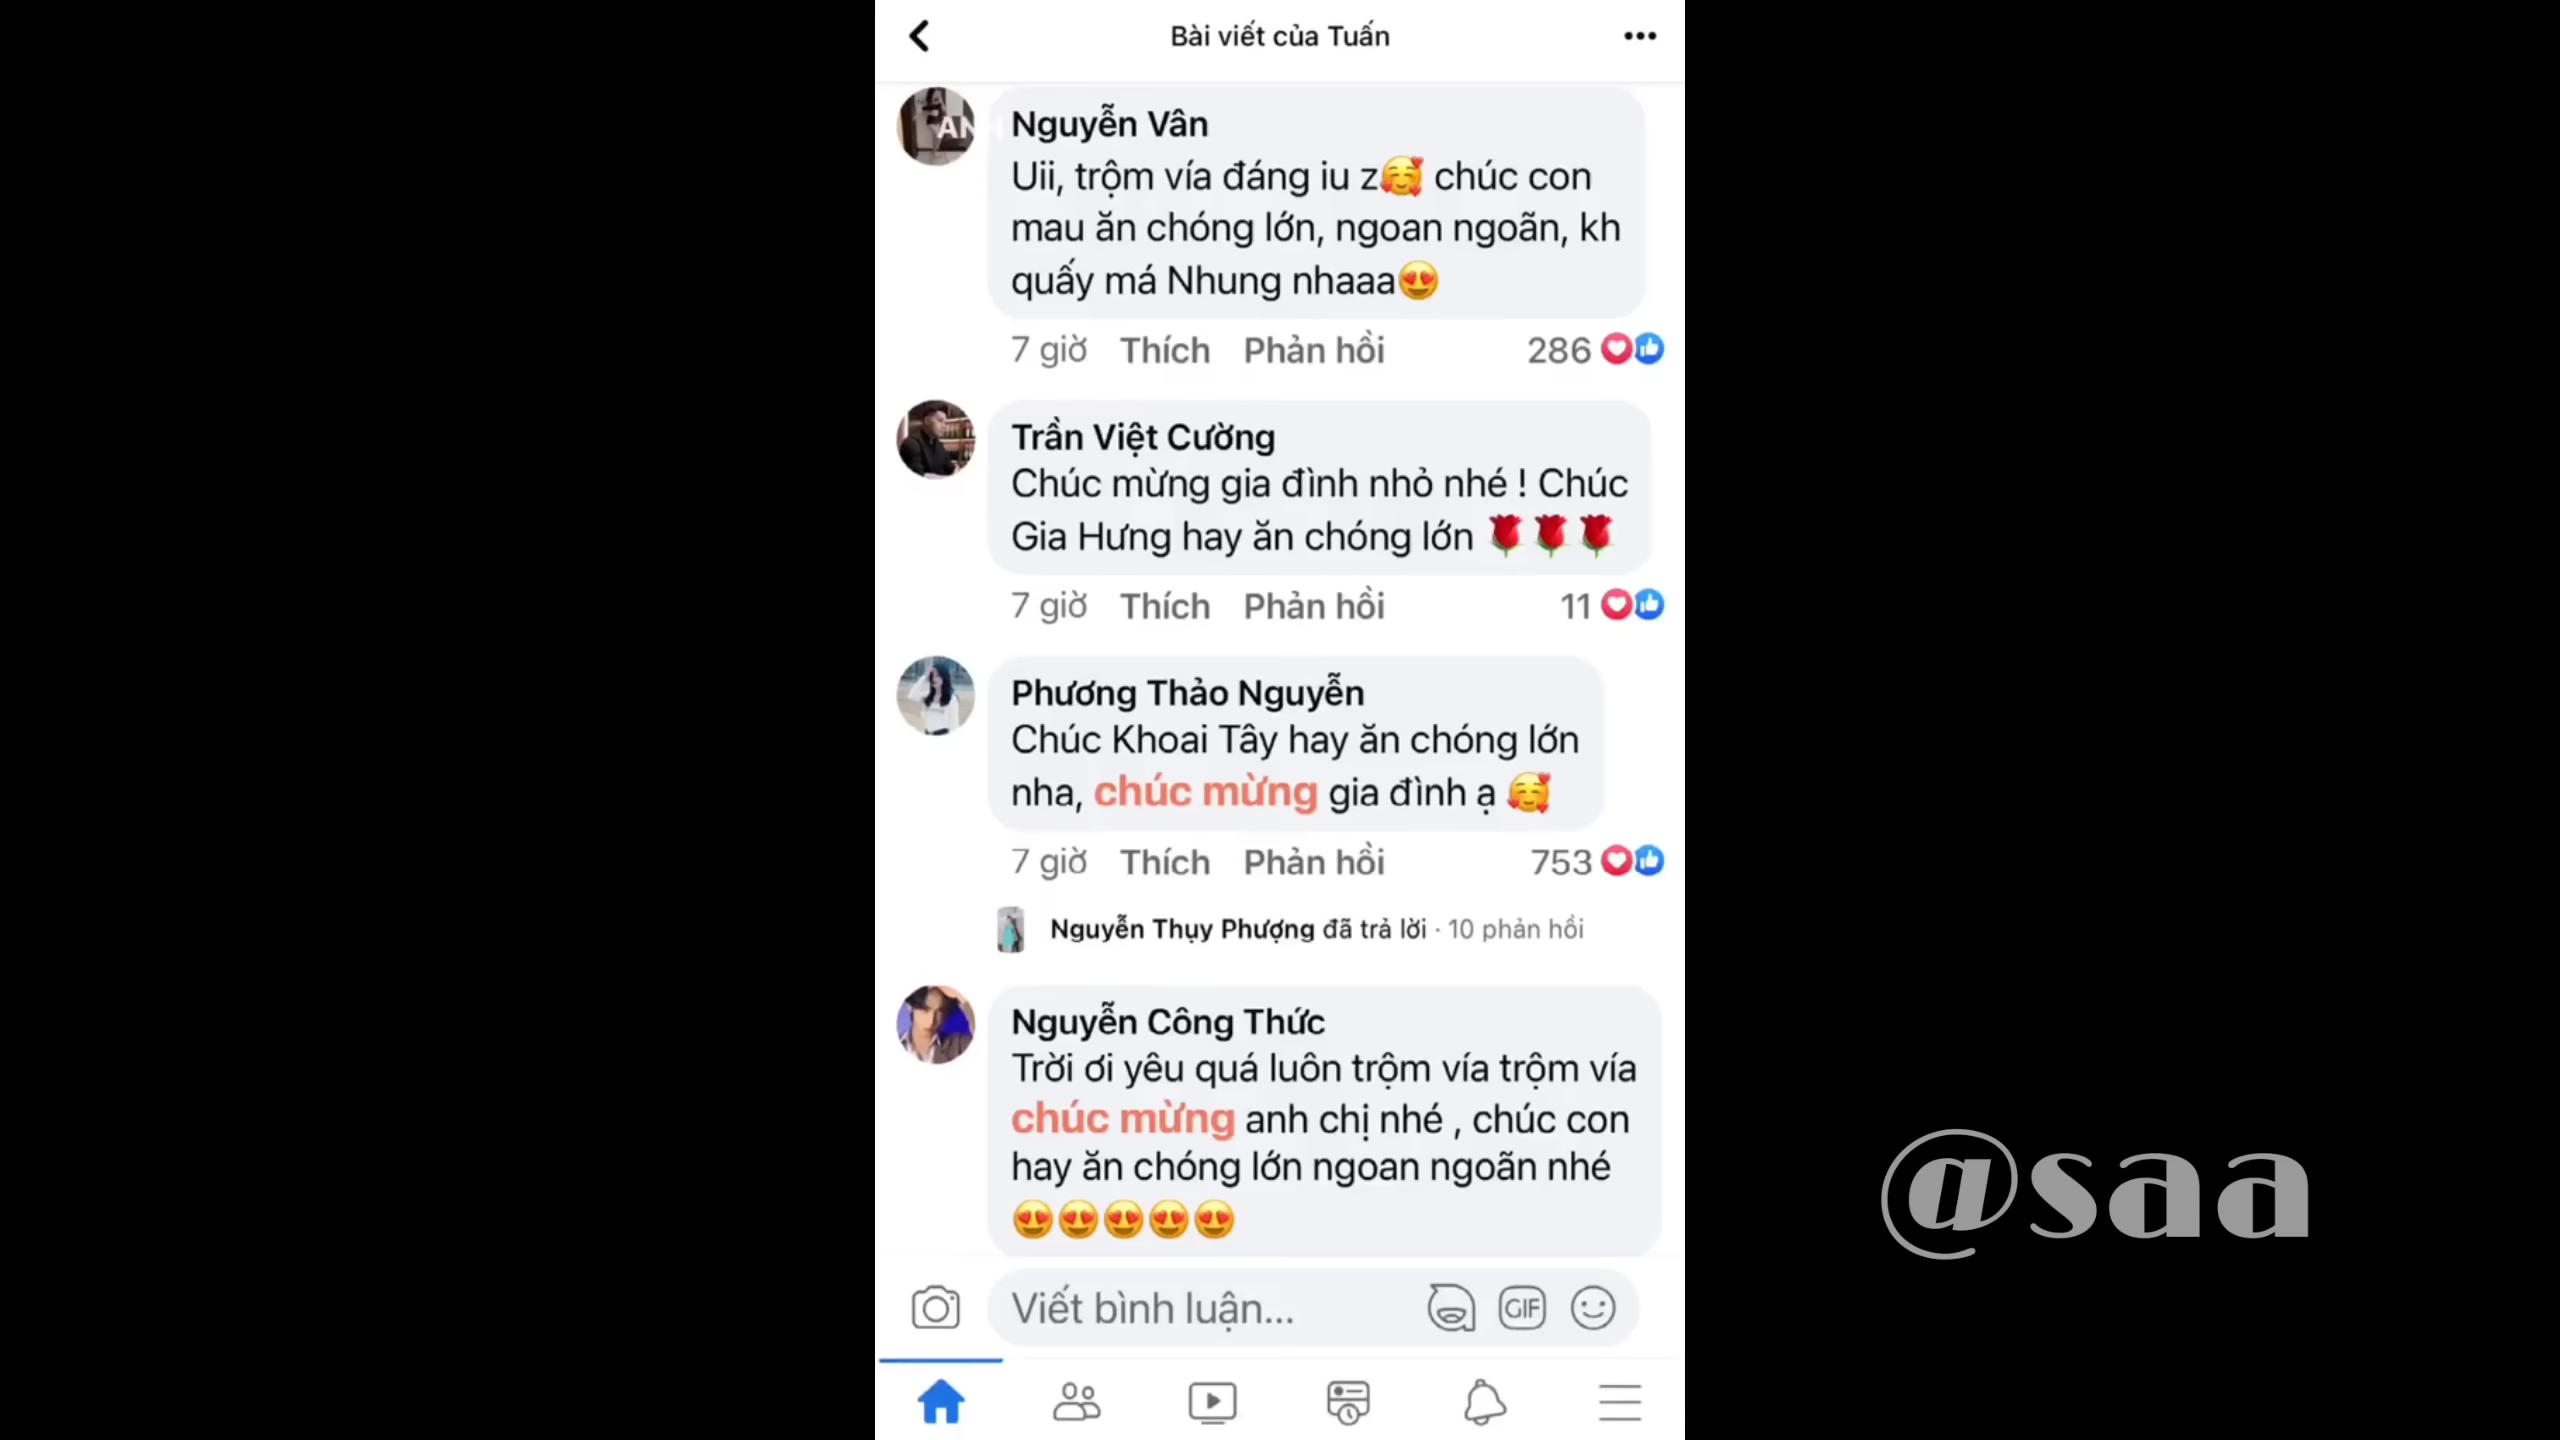 Bài viết của Tuấn
Nguyễn Vân
Uii, trộm vía đáng iu z🥰 chúc con
mau ăn chóng lớn, ngoan ngoãn, kh
quấy má Nhung nhaaa😍
7 giờ Thích Phản hồi 286
Trần Việt Cường
Chúc mừng gia đình nhỏ nhé ! Chúc
Gia Hưng hay ăn chóng lớn 🌹🌹🌹
7 giờ Thích Phản hồi 11
Phương Thảo Nguyễn
Chúc Khoai Tây hay ăn chóng lớn
nha, chúc mừng gia đình ạ 🥰
7 giờ Thích Phản hồi 753
Nguyễn Thụy Phượng đã trả lời · 10 phản hồi
Nguyễn Công Thức
Trời ơi yêu quá luôn trộm vía trộm vía
chúc mừng anh chị nhé , chúc con
hay ăn chóng lớn ngoan ngoãn nhé
😍😍😍😍😍
Viết bình luận...
GIF
@saa